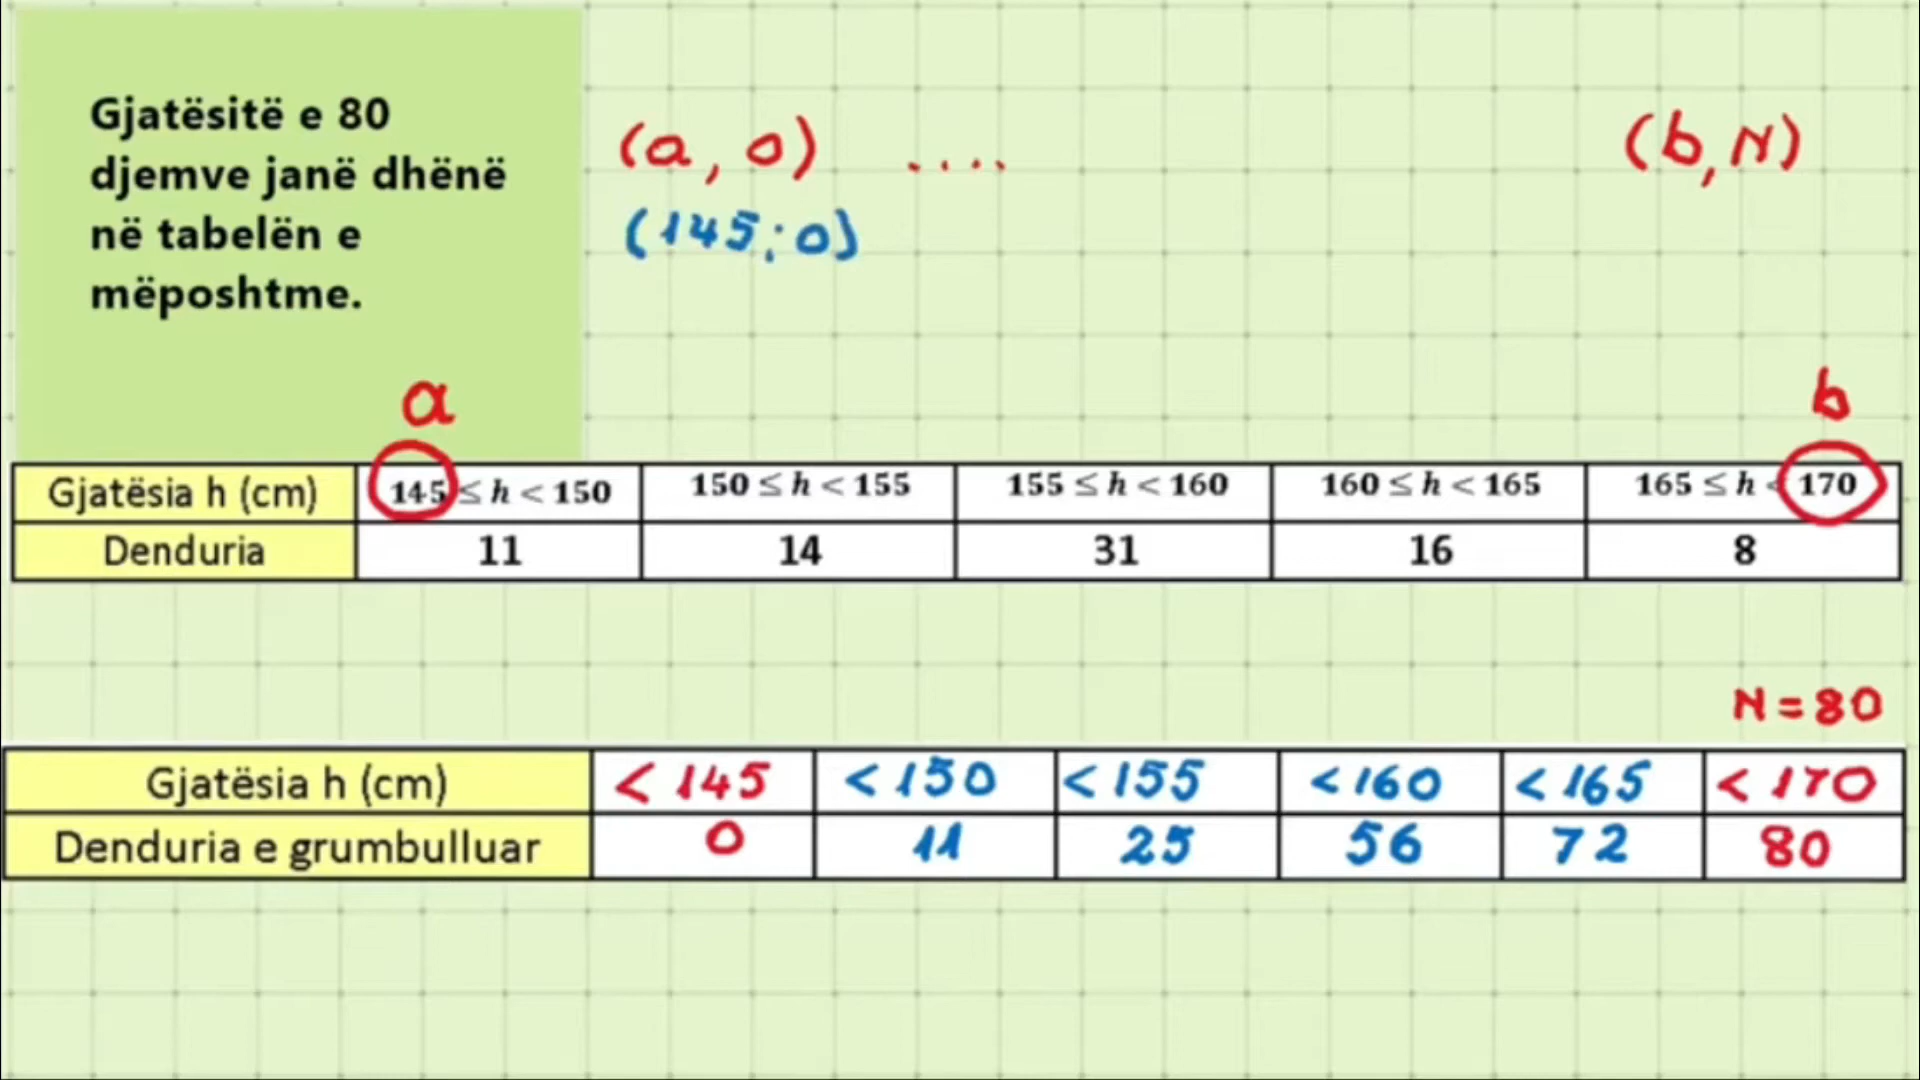 Gjatësitë e 80
djemve janë dhënë
në tabelën e
mëposhtme.
(a, 0) .... (b, N)
(145; 0)
a b
Gjatësia h (cm) 145 ≤ h < 150 150 ≤ h < 155 155 ≤ h < 160 160 ≤ h < 165 165 ≤ h < 170
Denduria 11 14 31 16 8
N = 80
Gjatësia h (cm) < 145 < 150 < 155 < 160 < 165 < 170
Denduria e grumbulluar 0 11 25 56 72 80